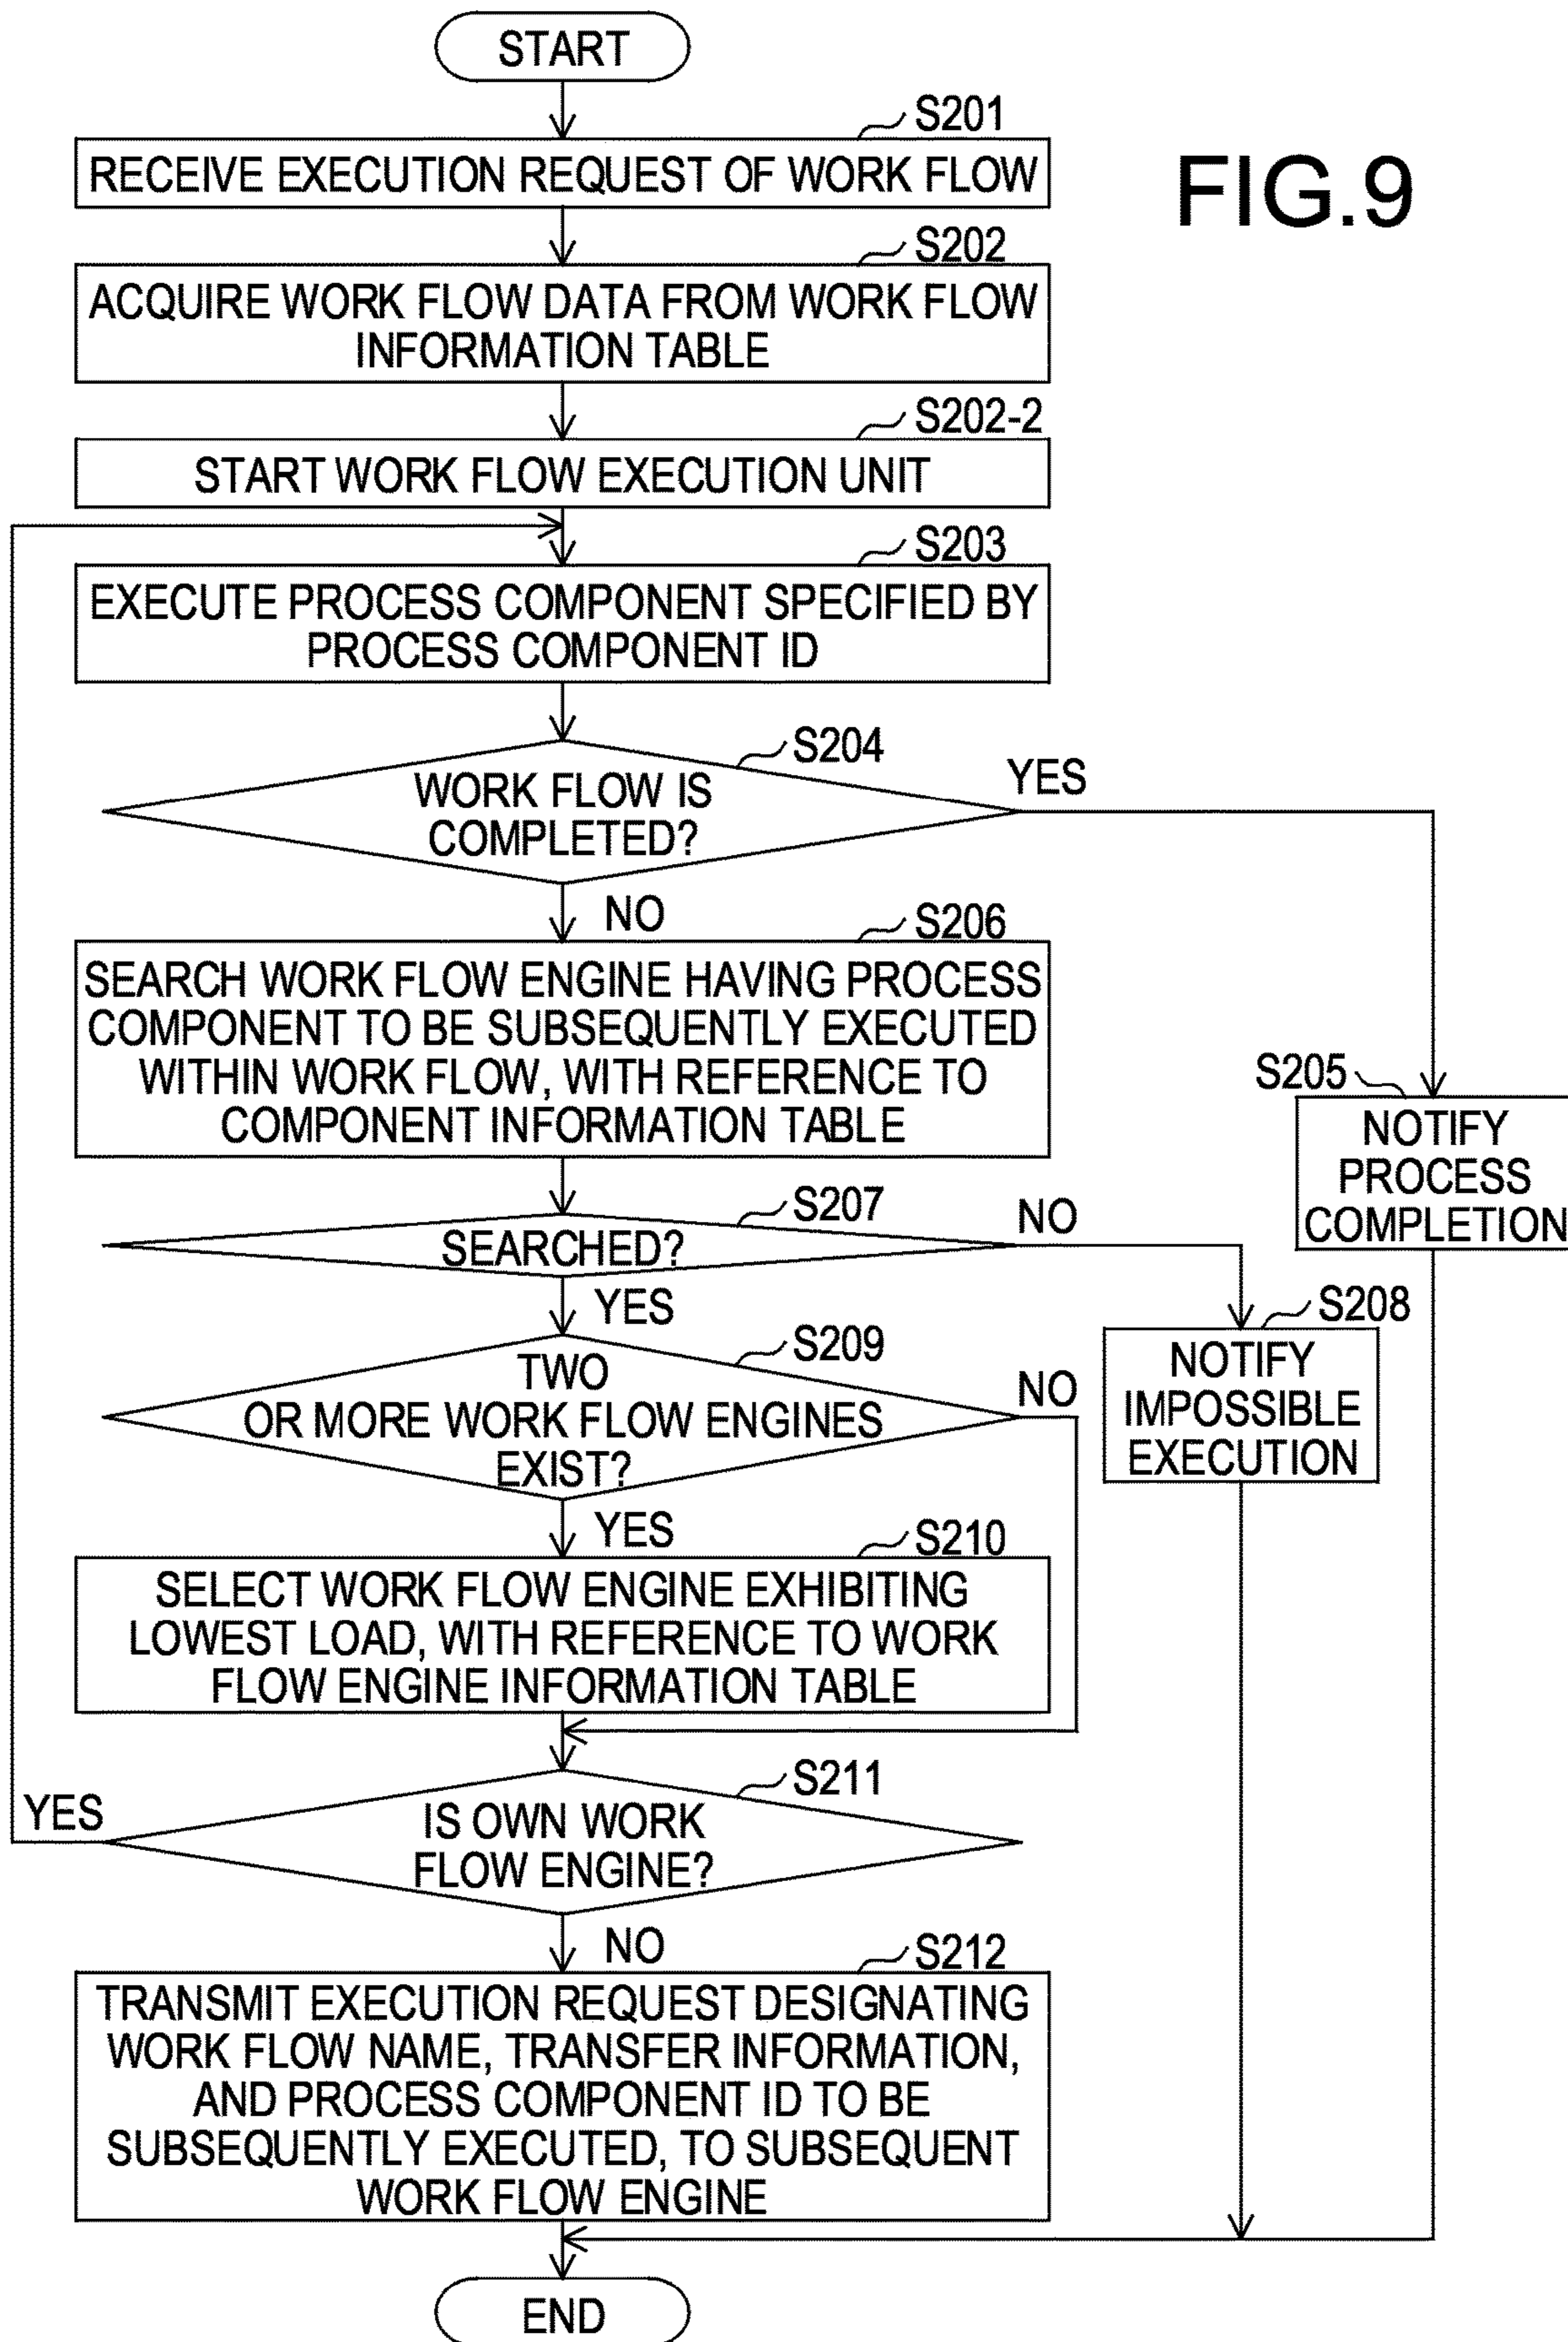 START
S201
RECEIVE EXECUTION REQUEST OF WORK FLOW
FIG.9
S202
ACQUIRE WORK FLOW DATA FROM WORK FLOW
INFORMATION TABLE
S202-2
START WORK FLOW EXECUTION UNIT
S203
EXECUTE PROCESS COMPONENT SPECIFIED BY
PROCESS COMPONENT ID
S204
WORK FLOW IS
COMPLETED?
YES
NO
S206
SEARCH WORK FLOW ENGINE HAVING PROCESS
COMPONENT TO BE SUBSEQUENTLY EXECUTED
WITHIN WORK FLOW, WITH REFERENCE TO
COMPONENT INFORMATION TABLE
S205
NOTIFY
PROCESS
COMPLETION
S207
SEARCHED?
NO
YES
S208
NOTIFY
IMPOSSIBLE
EXECUTION
S209
TWO
OR MORE WORK FLOW ENGINES
EXIST?
NO
YES
S210
SELECT WORK FLOW ENGINE EXHIBITING
LOWEST LOAD, WITH REFERENCE TO WORK
FLOW ENGINE INFORMATION TABLE
S211
IS OWN WORK
FLOW ENGINE?
YES
NO
S212
TRANSMIT EXECUTION REQUEST DESIGNATING
WORK FLOW NAME, TRANSFER INFORMATION,
AND PROCESS COMPONENT ID TO BE
SUBSEQUENTLY EXECUTED, TO SUBSEQUENT
WORK FLOW ENGINE
END